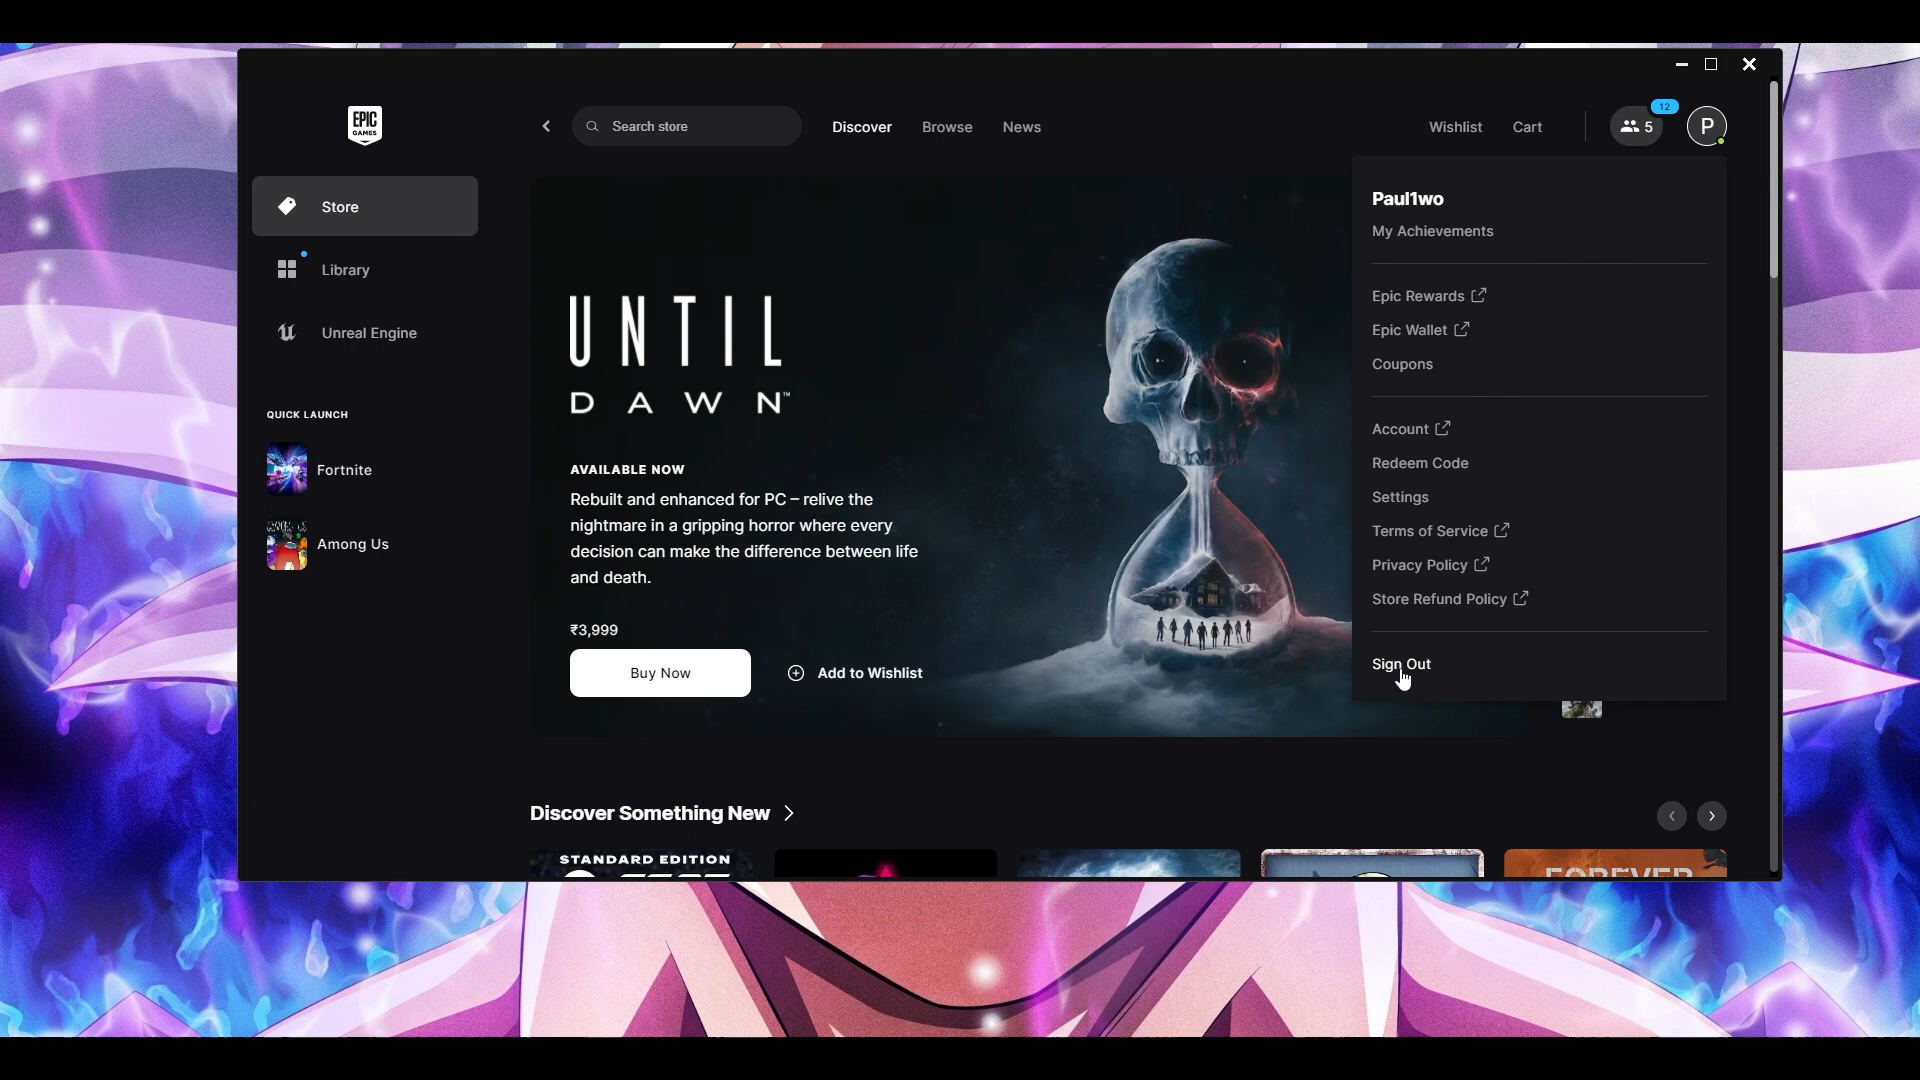 EPIC
GAMES
Search store
Discover
Browse
News
Wishlist
Cart
12
5
P
Store
Library
Unreal Engine
QUICK LAUNCH
Fortnite
Among Us
UNTIL
DAWN™
AVAILABLE NOW
Rebuilt and enhanced for PC – relive the
nightmare in a gripping horror where every
decision can make the difference between life
and death.
₹3,999
Buy Now
Add to Wishlist
Paul1wo
My Achievements
Epic Rewards
Epic Wallet
Coupons
Account
Redeem Code
Settings
Terms of Service
Privacy Policy
Store Refund Policy
Sign Out
Discover Something New
STANDARD EDITION
FOREVER